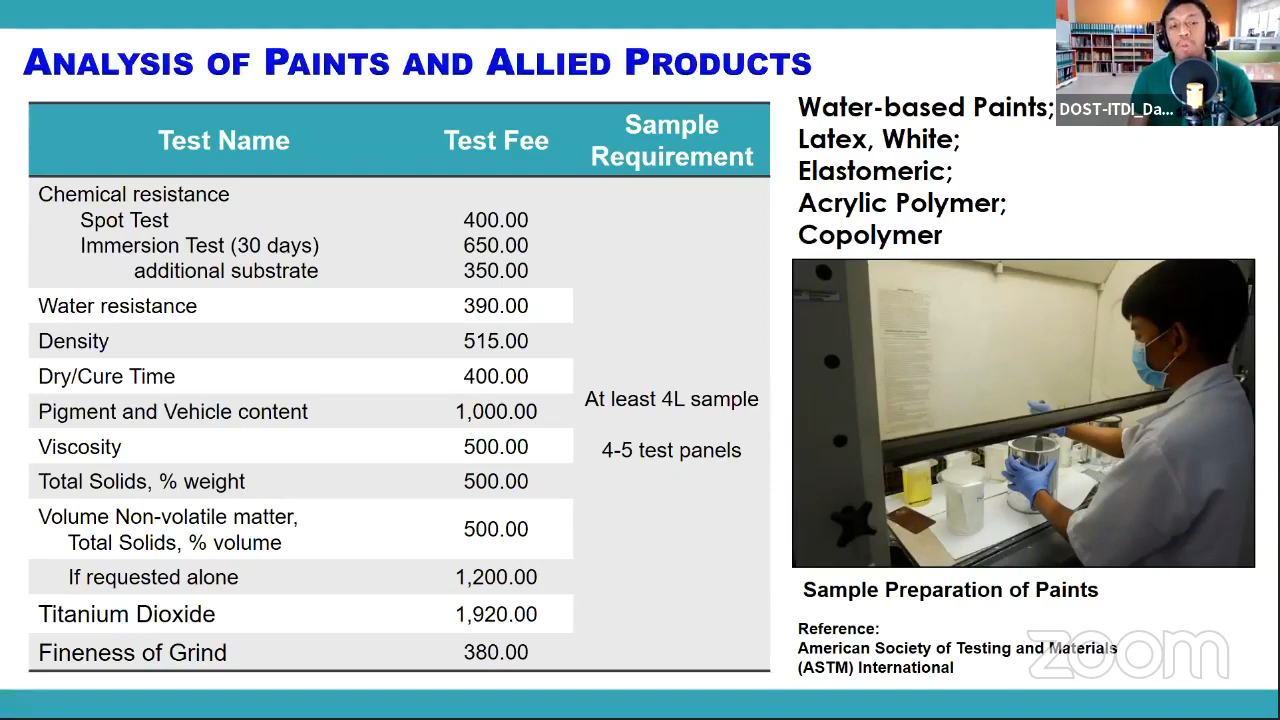 ANALYSIS OF PAINTS AND ALLIED PRODUCTS
Test Name Test Fee Sample Requirement
Chemical resistance
Spot Test 400.00
Immersion Test (30 days) 650.00
additional substrate 350.00
Water resistance 390.00
Density 515.00
Dry/Cure Time 400.00
Pigment and Vehicle content 1,000.00
Viscosity 500.00
Total Solids, % weight 500.00
Volume Non-volatile matter,
Total Solids, % volume 500.00
If requested alone 1,200.00
Titanium Dioxide 1,920.00
Fineness of Grind 380.00
At least 4L sample
4-5 test panels
DOST-ITDI_Da...
Water-based Paints;
Latex, White;
Elastomeric;
Acrylic Polymer;
Copolymer
Sample Preparation of Paints
Reference:
American Society of Testing and Materials
(ASTM) International
zoom